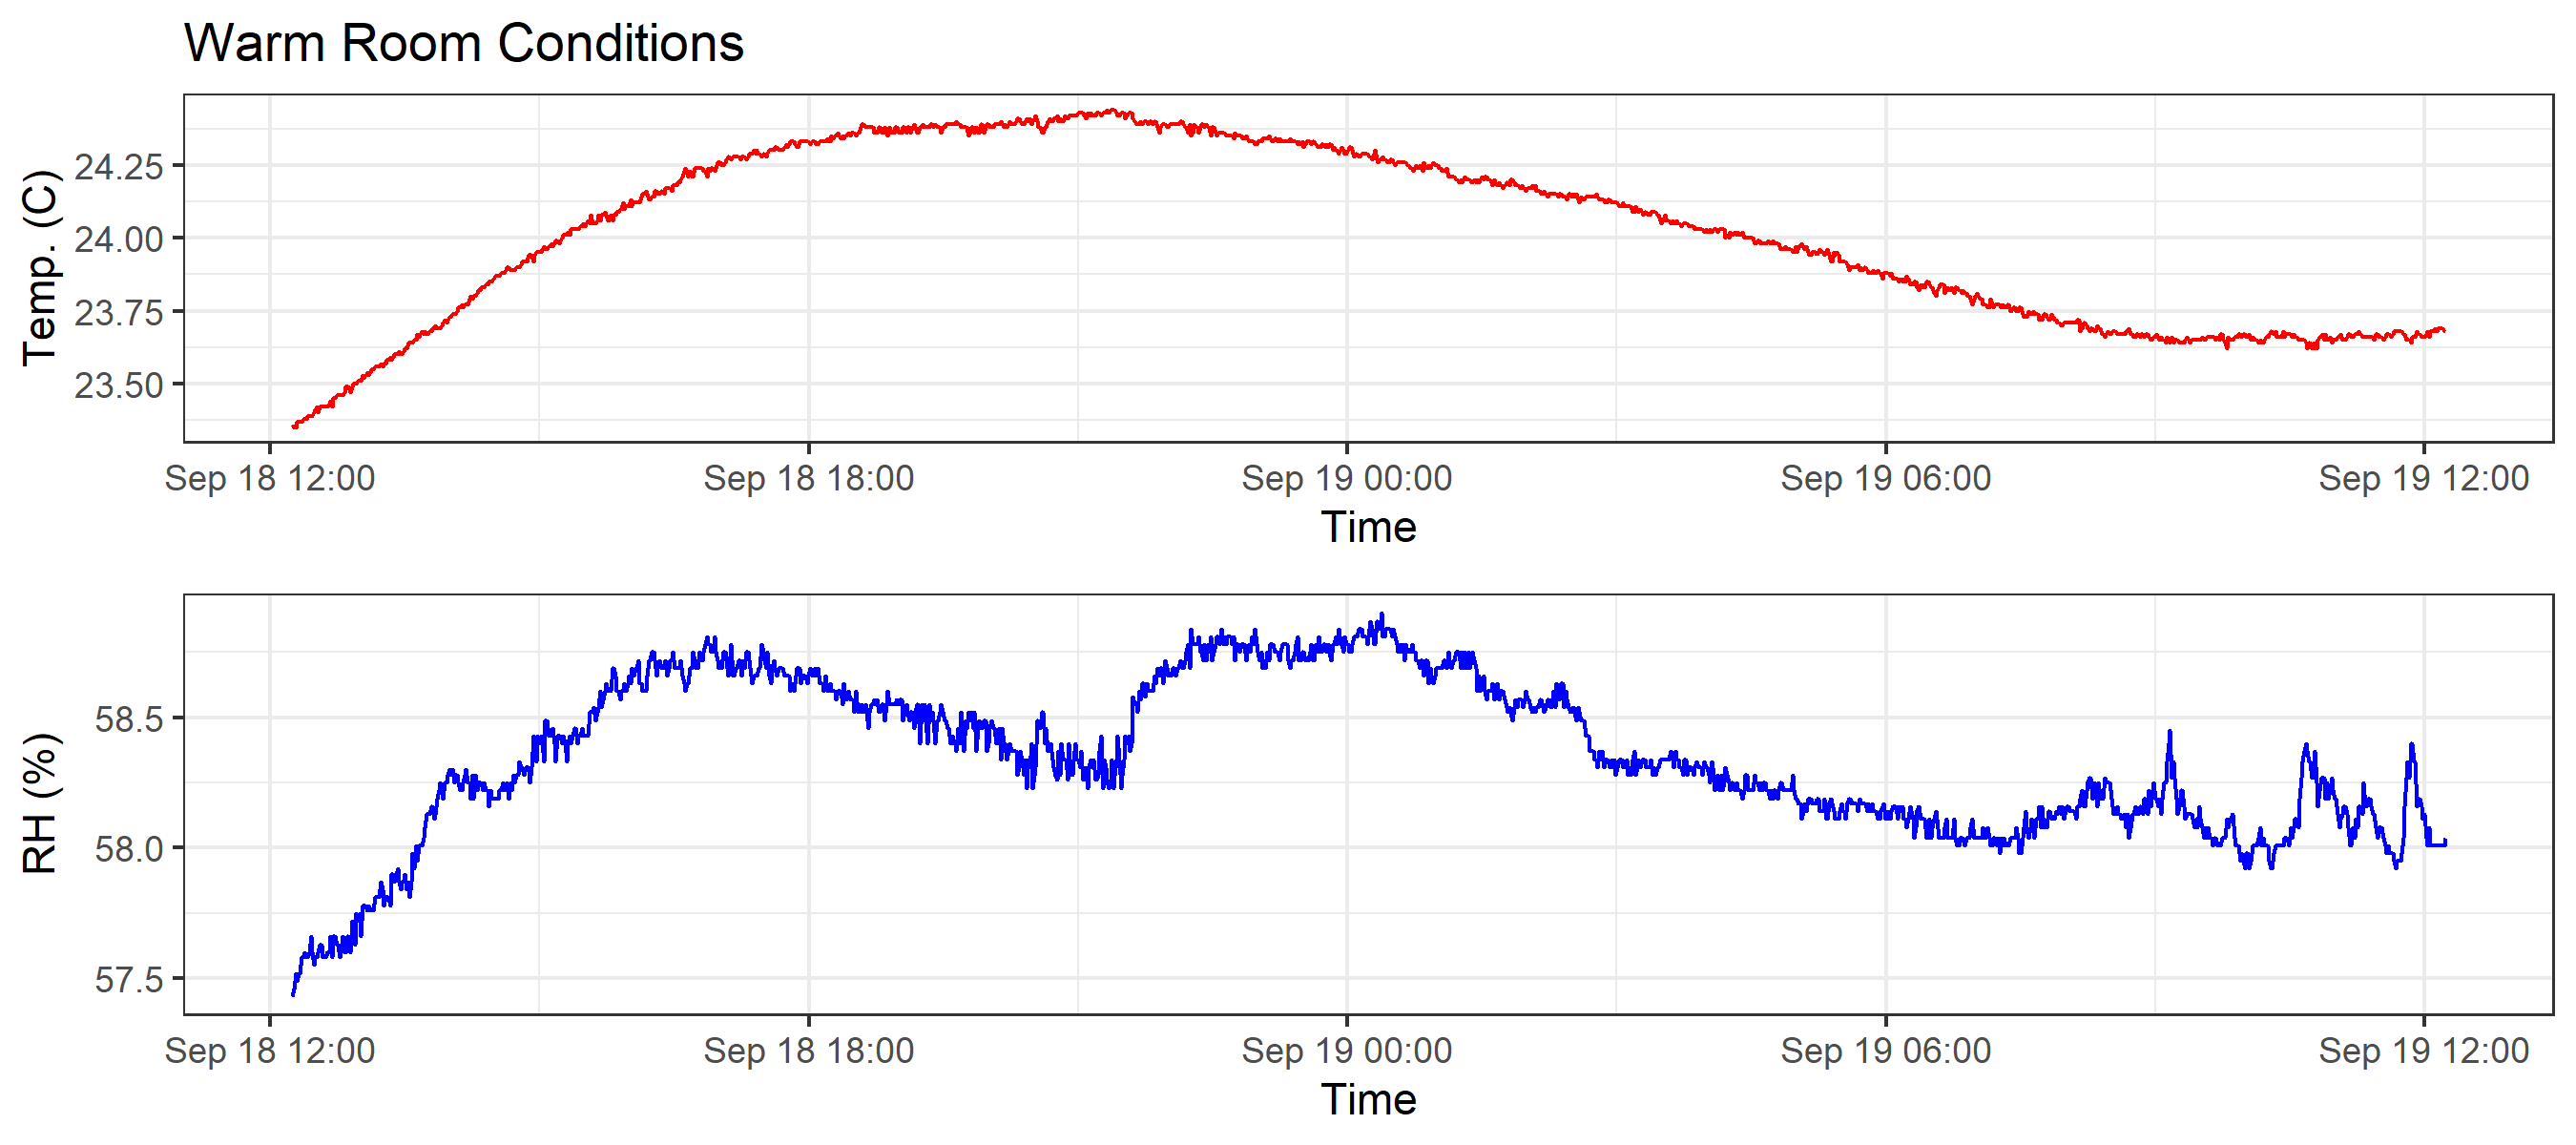 Warm Room Conditions
Temp. (C)
24.25
24.00
23.75
23.50
Sep 18 12:00 Sep 18 18:00 Sep 19 00:00 Sep 19 06:00 Sep 19 12:00
Time
RH (%)
58.5
58.0
57.5
Sep 18 12:00 Sep 18 18:00 Sep 19 00:00 Sep 19 06:00 Sep 19 12:00
Time